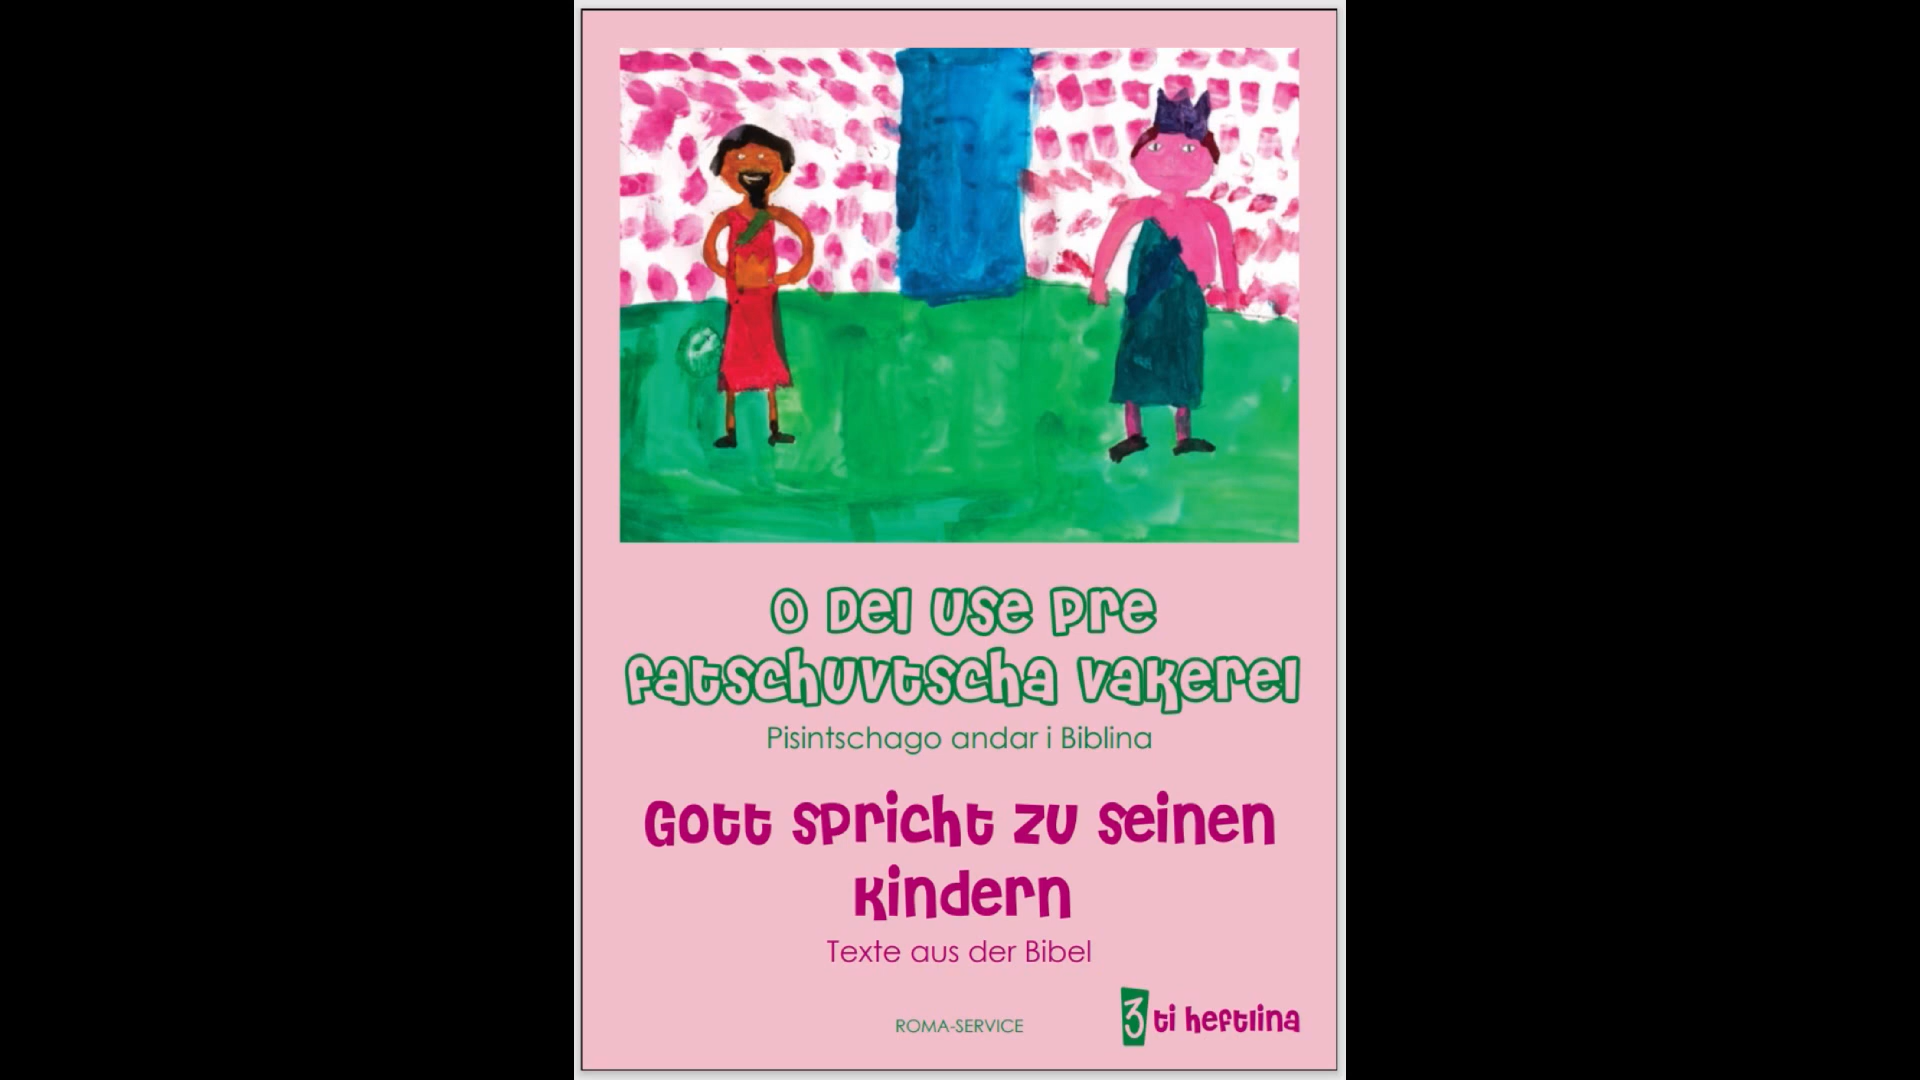 O Del use pre
fatschuvtscha vakerel
Pisintschago andar i Biblina
Gott spricht zu seinen
Kindern
Texte aus der Bibel
ROMA-SERVICE
3 ti heftlina